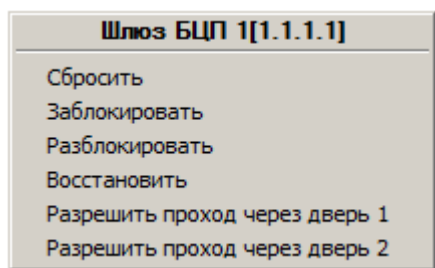 Шлюз БЦП 1[1.1.1.1]
Сбросить
Заблокировать
Разблокировать
Восстановить
Разрешить проход через дверь 1
Разрешить проход через дверь 2